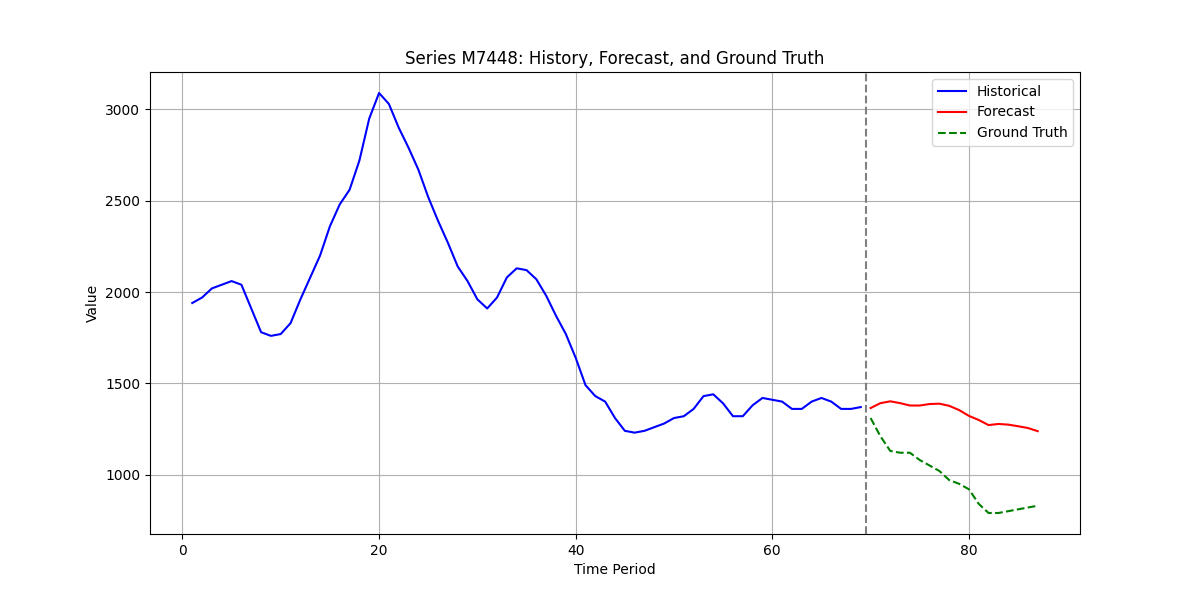 Series M7448: History, Forecast, and Ground Truth
Historical
Forecast
Ground Truth
3000
2500
2000
1500
1000
Value
0 20 40 60 80
Time Period